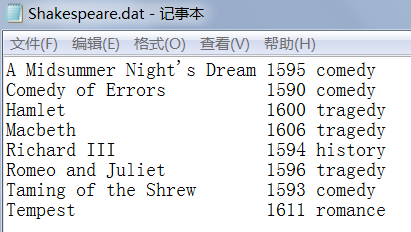 Shakespeare.dat - 记事本
文件(F) 编辑(E) 格式(O) 查看(V) 帮助(H)
A Midsummer Night's Dream 1595 comedy
Comedy of Errors          1590 comedy
Hamlet                    1600 tragedy
Macbeth                   1606 tragedy
Richard III               1594 history
Romeo and Juliet          1596 tragedy
Taming of the Shrew       1593 comedy
Tempest                   1611 romance